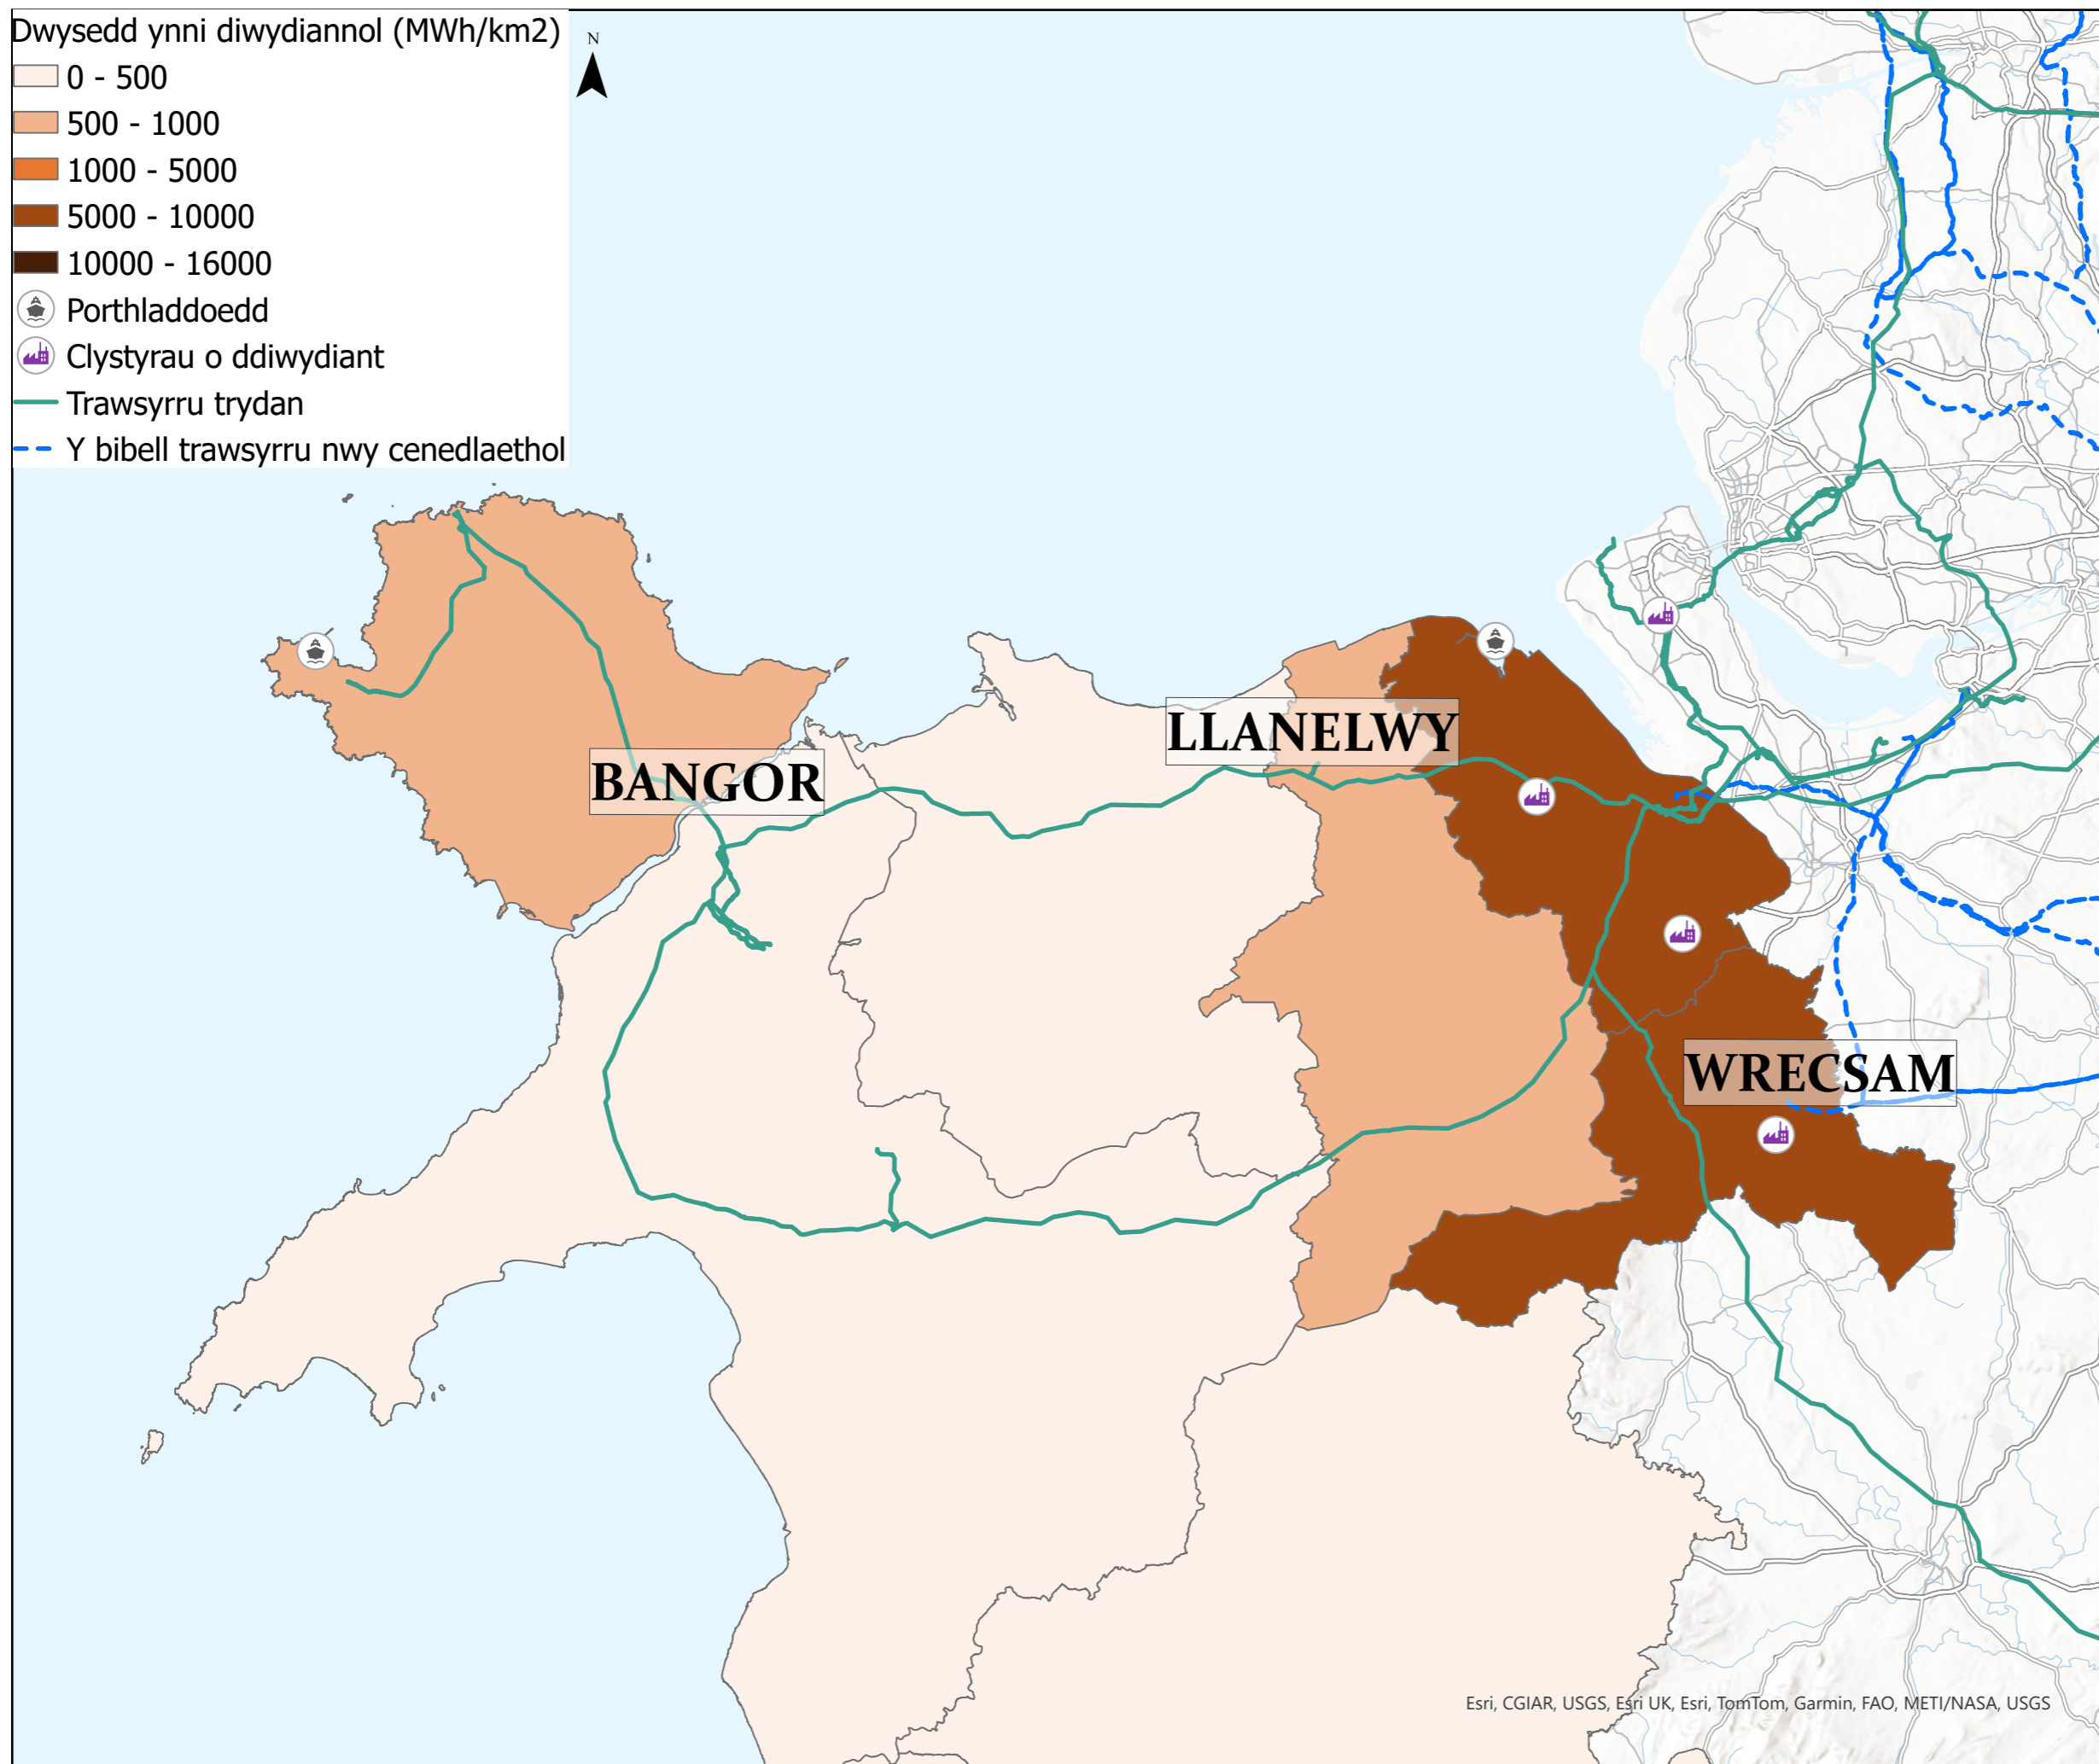 Dwysedd ynni diwydiannol (MWh/km2)
0 - 500
500 - 1000
1000 - 5000
5000 - 10000
10000 - 16000
Porthladdoedd
Clystyrau o ddiwydiant
Trawsyrru trydan
Y bibell trawsyrru nwy cenedlaethol
N
LLANELWY
BANGOR
WRECSAM
Esri, CGIAR, USGS, Esri UK, Esri, TomTom, Garmin, FAO, METI/NASA, USGS